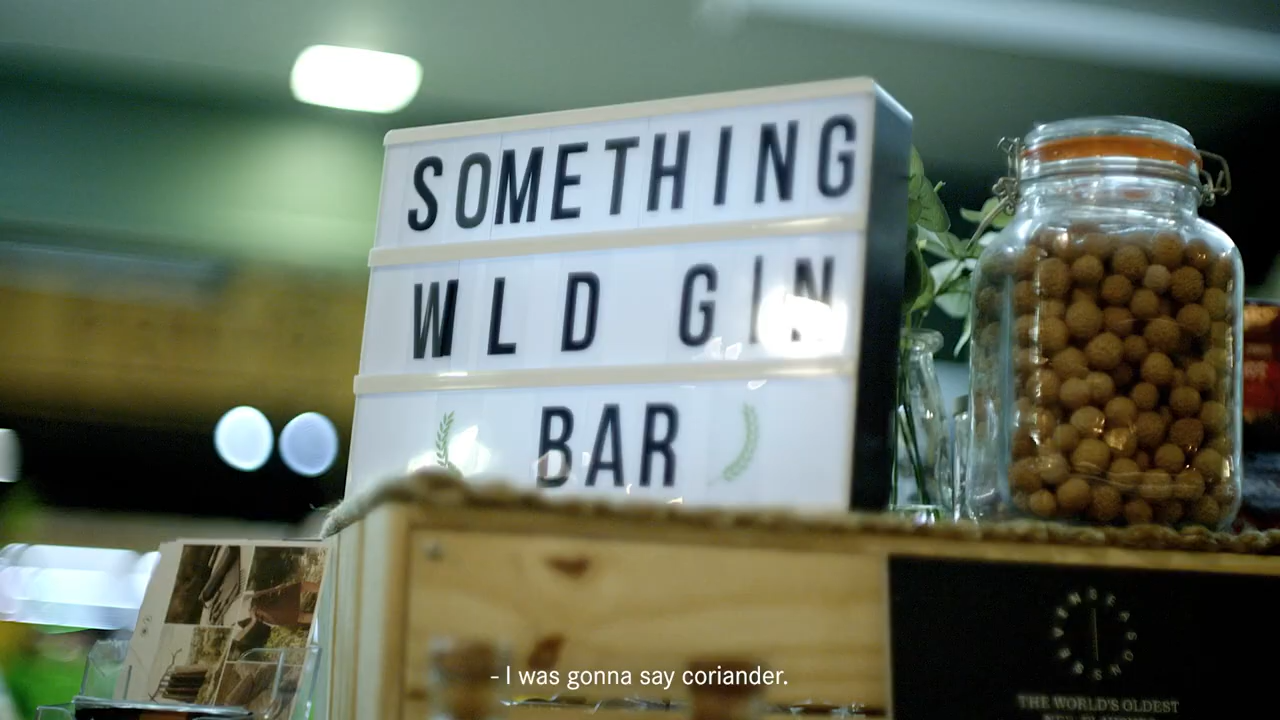 SOMETHING
WLD GIN
BAR
THE WORLD'S OLDEST
- I was gonna say coriander.